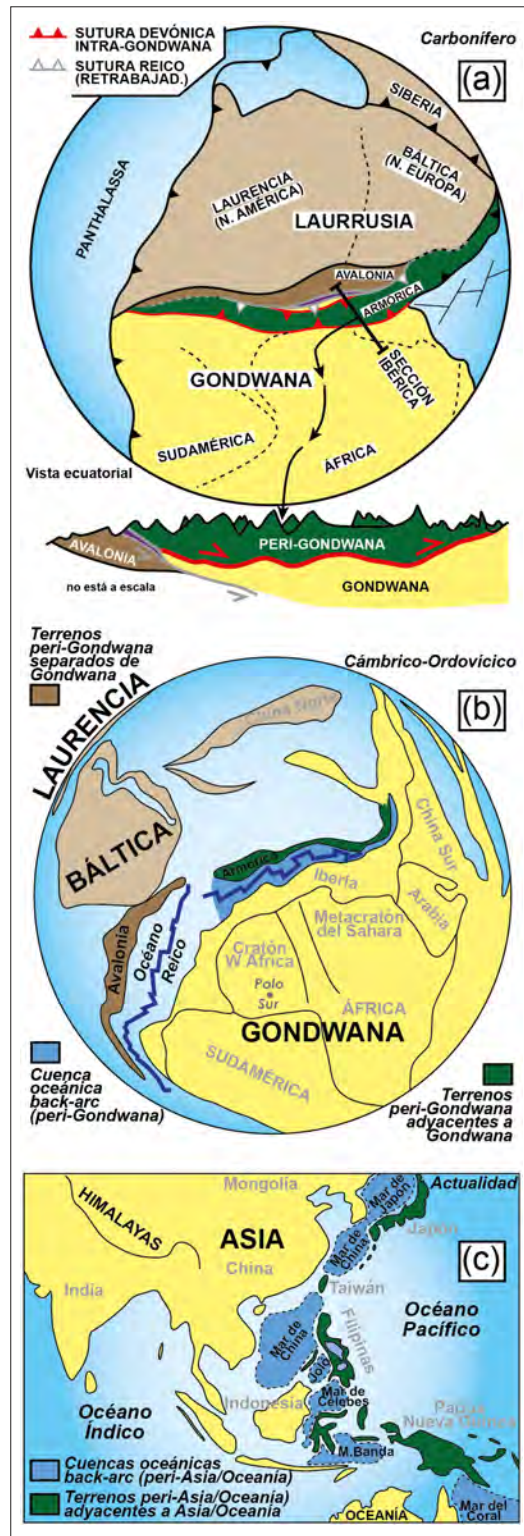 SUTURA DEVÓNICA
INTRA-GONDWANA
SUTURA REICO
(RETRABAJAD.)
Carbonífero
(a)
SIBERIA
PANTHALASSA
LAURENCIA
(N. AMÉRICA)
BÁLTICA
(N. EUROPA)
LAURRUSIA
AVALONIA
ARMORICA
SECCIÓN
IBÉRICA
GONDWANA
SUDAMÉRICA
ÁFRICA
Vista ecuatorial
AVALONIA
PERI-GONDWANA
GONDWANA
no está a escala
Terrenos
peri-Gondwana
separados de
Gondwana
Cámbrico-Ordovícico
(b)
LAURENCIA
China Norte
BÁLTICA
China Sur
Armorica
Iberia
Arabia
Avalonia
Océano
Reico
Metacratón
del Sahara
Cratón
W África
Polo
Sur
ÁFRICA
GONDWANA
SUDAMÉRICA
Cuenca
oceánica
back-arc
(peri-Gondwana)
Terrenos
peri-Gondwana
adyacentes a
Gondwana
Mongolia
Mar de
Japón
Actualidad
(c)
HIMALAYAS
ASIA
Mar de
China
Japón
China
India
Taiwán
Océano
Pacífico
Mar de
China
Filipinas
Joló
Océano
Índico
Indonesia
Mar de
Célebes
Papúa
Nueva Guinea
M.Banda
Cuencas oceánicas
back-arc (peri-Asia/Oceanía)
Terrenos peri-Asia/Oceanía)
adyacentes a Asia/Oceanía
OCEANÍA
Mar del
Coral